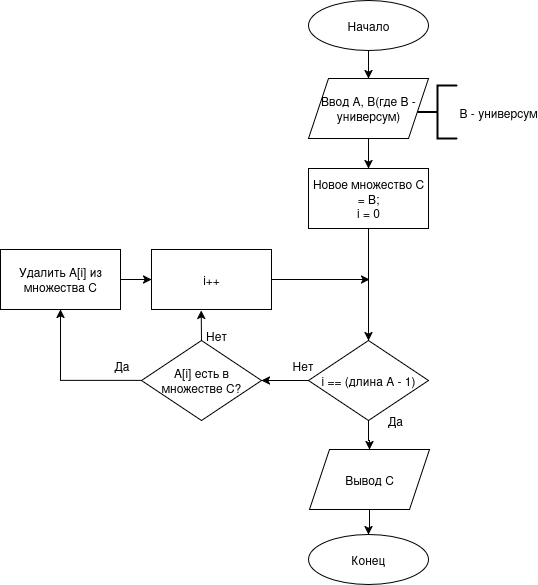 Начало
Ввод A, B(где B -
универсум)
B - универсум
Новое множество C
= B;
i = 0
Удалить A[i] из
множества C
i++
Нет
Да
A[i] есть в
множестве C?
Нет
i == (длина A - 1)
Да
Вывод C
Конец